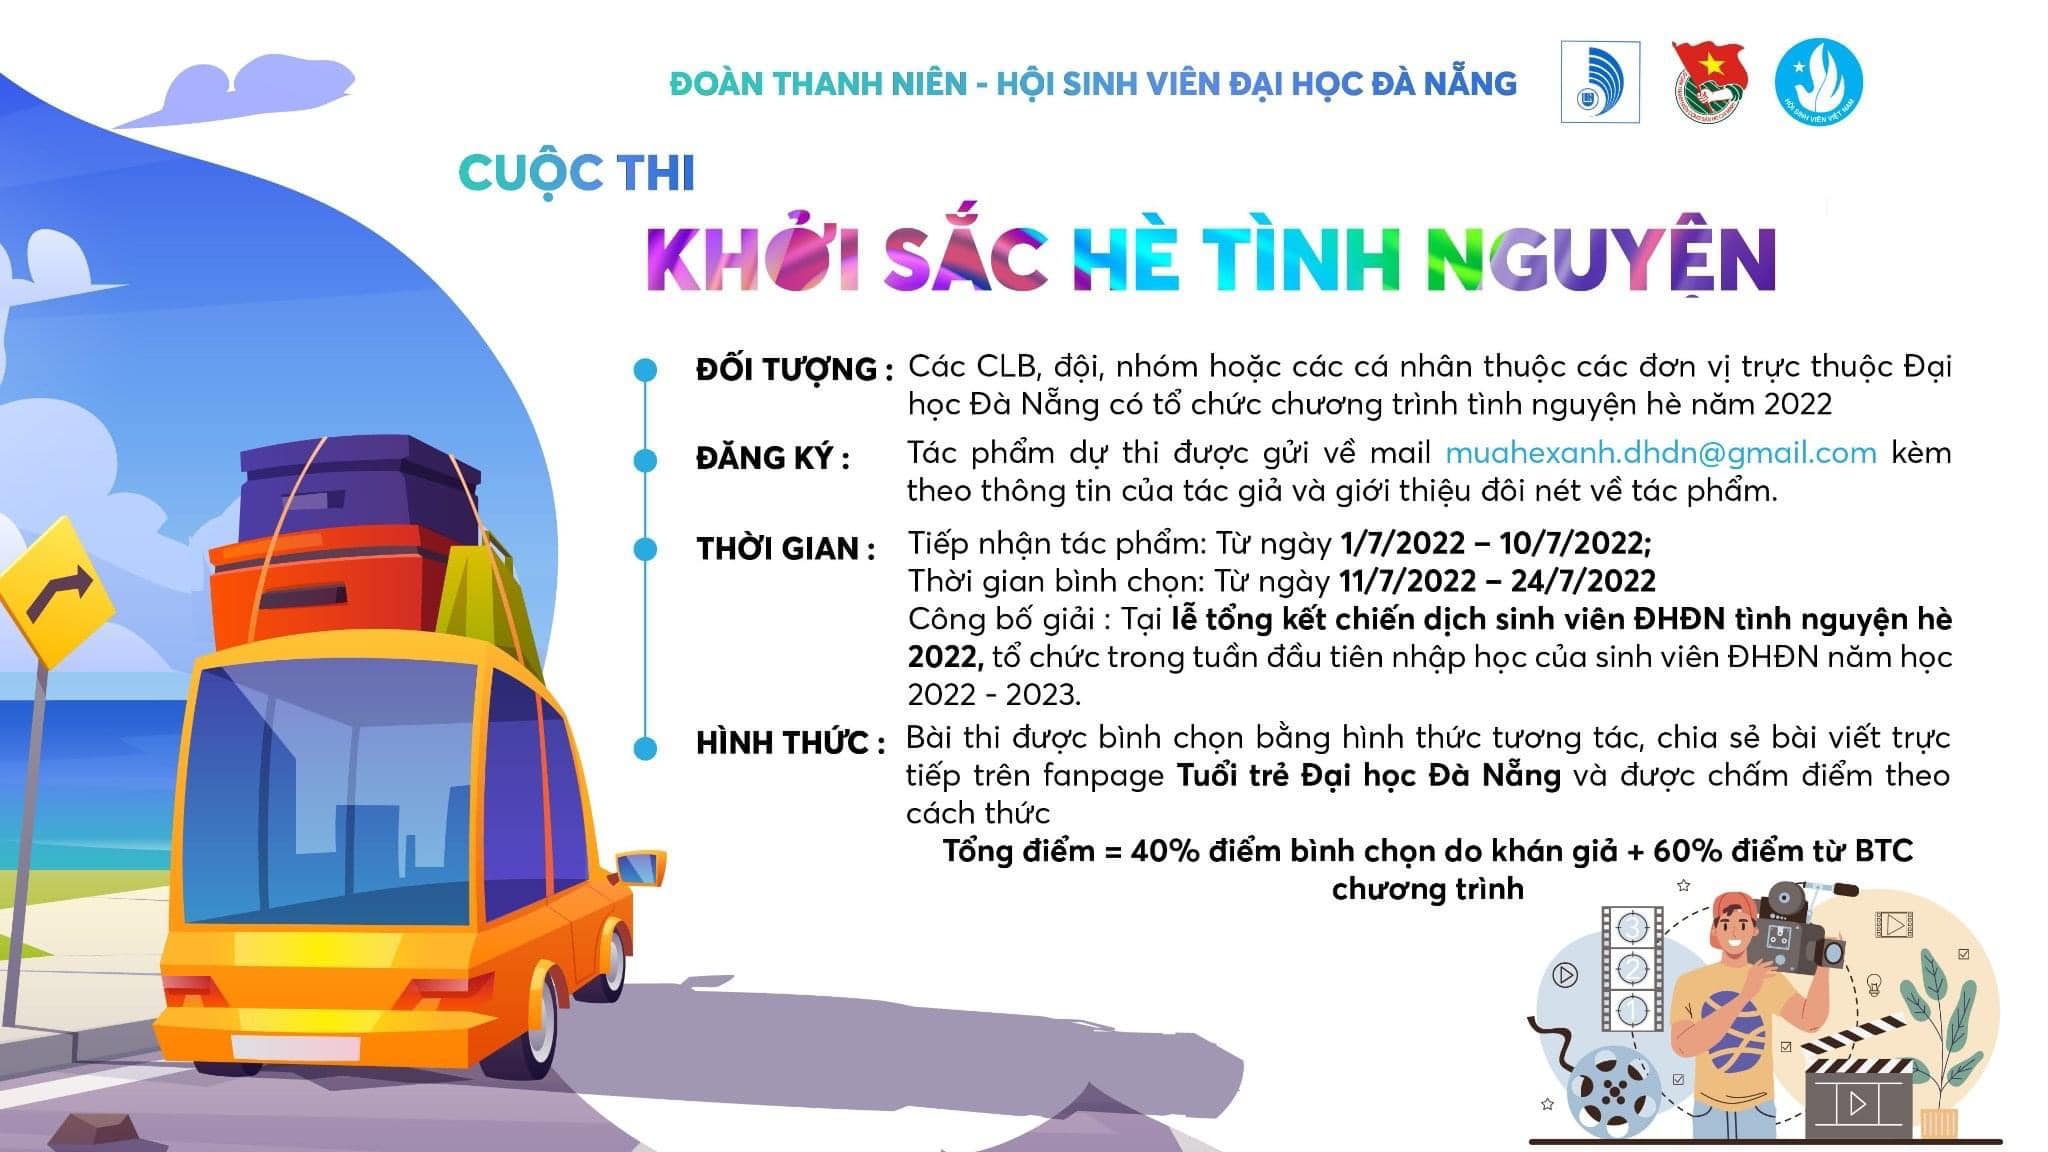 ĐOÀN THANH NIÊN - HỘI SINH VIÊN ĐẠI HỌC ĐÀ NẴNG
HỘI SINH VIÊN VIỆT NAM
CUỘC THI
KHỞI SẮC HÈ TÌNH NGUYỆN
ĐỐI TƯỢNG : Các CLB, đội, nhóm hoặc các cá nhân thuộc các đơn vị trực thuộc Đại
học Đà Nẵng có tổ chức chương trình tình nguyện hè năm 2022
ĐĂNG KÝ : Tác phẩm dự thi được gửi về mail muahexanh.dhdn@gmail.com kèm
theo thông tin của tác giả và giới thiệu đôi nét về tác phẩm.
THỜI GIAN : Tiếp nhận tác phẩm: Từ ngày 1/7/2022 – 10/7/2022;
Thời gian bình chọn: Từ ngày 11/7/2022 – 24/7/2022
Công bố giải : Tại lễ tổng kết chiến dịch sinh viên ĐHĐN tình nguyện hè
2022, tổ chức trong tuần đầu tiên nhập học của sinh viên ĐHĐN năm học
2022 - 2023.
HÌNH THỨC : Bài thi được bình chọn bằng hình thức tương tác, chia sẻ bài viết trực
tiếp trên fanpage Tuổi trẻ Đại học Đà Nẵng và được chấm điểm theo
cách thức
Tổng điểm = 40% điểm bình chọn do khán giả + 60% điểm từ BTC
chương trình
3
2
1